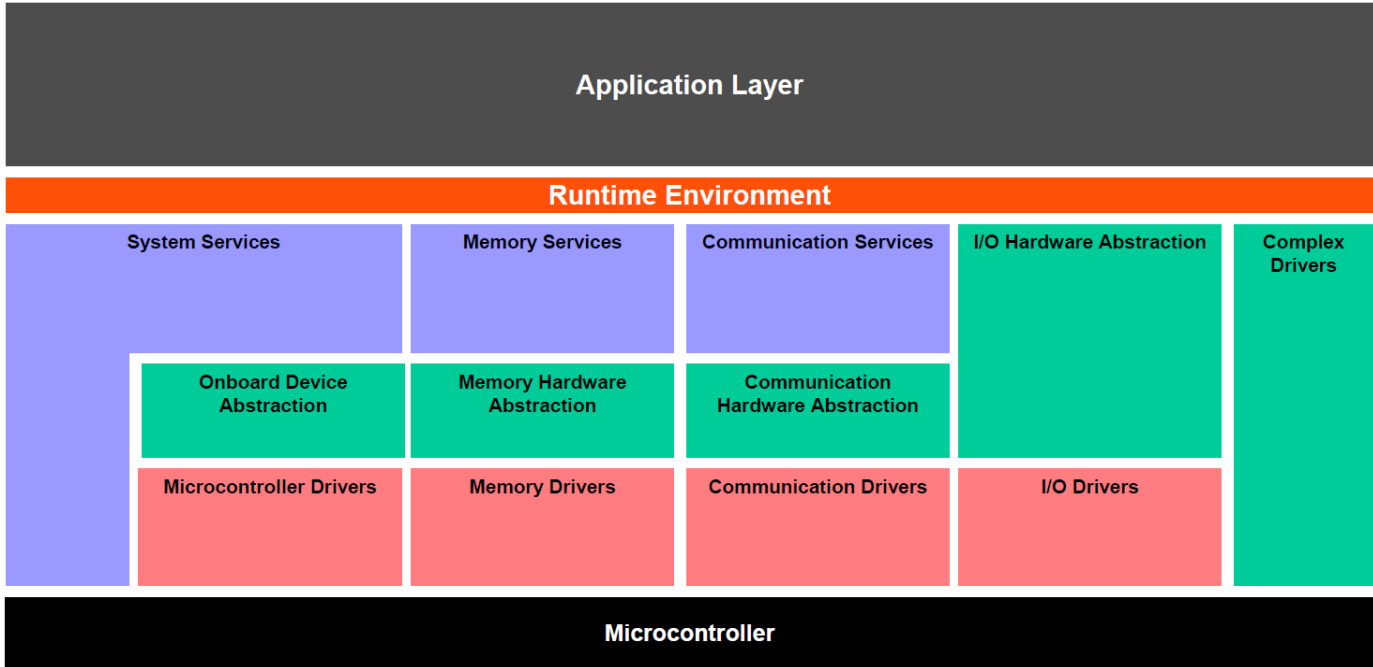 Application Layer
Runtime Environment
System Services
Memory Services
Communication Services
I/O Hardware Abstraction
Complex
Drivers
Onboard Device
Abstraction
Memory Hardware
Abstraction
Communication
Hardware Abstraction
Microcontroller Drivers
Memory Drivers
Communication Drivers
I/O Drivers
Microcontroller